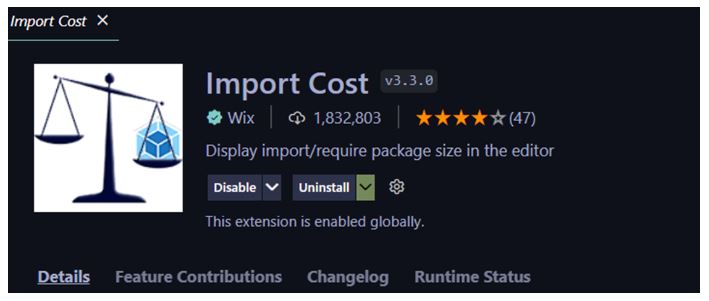 Import Cost
Import Cost v3.3.0
Wix 1,832,803 (47)
Display import/require package size in the editor
Disable Uninstall
This extension is enabled globally.
Details Feature Contributions Changelog Runtime Status